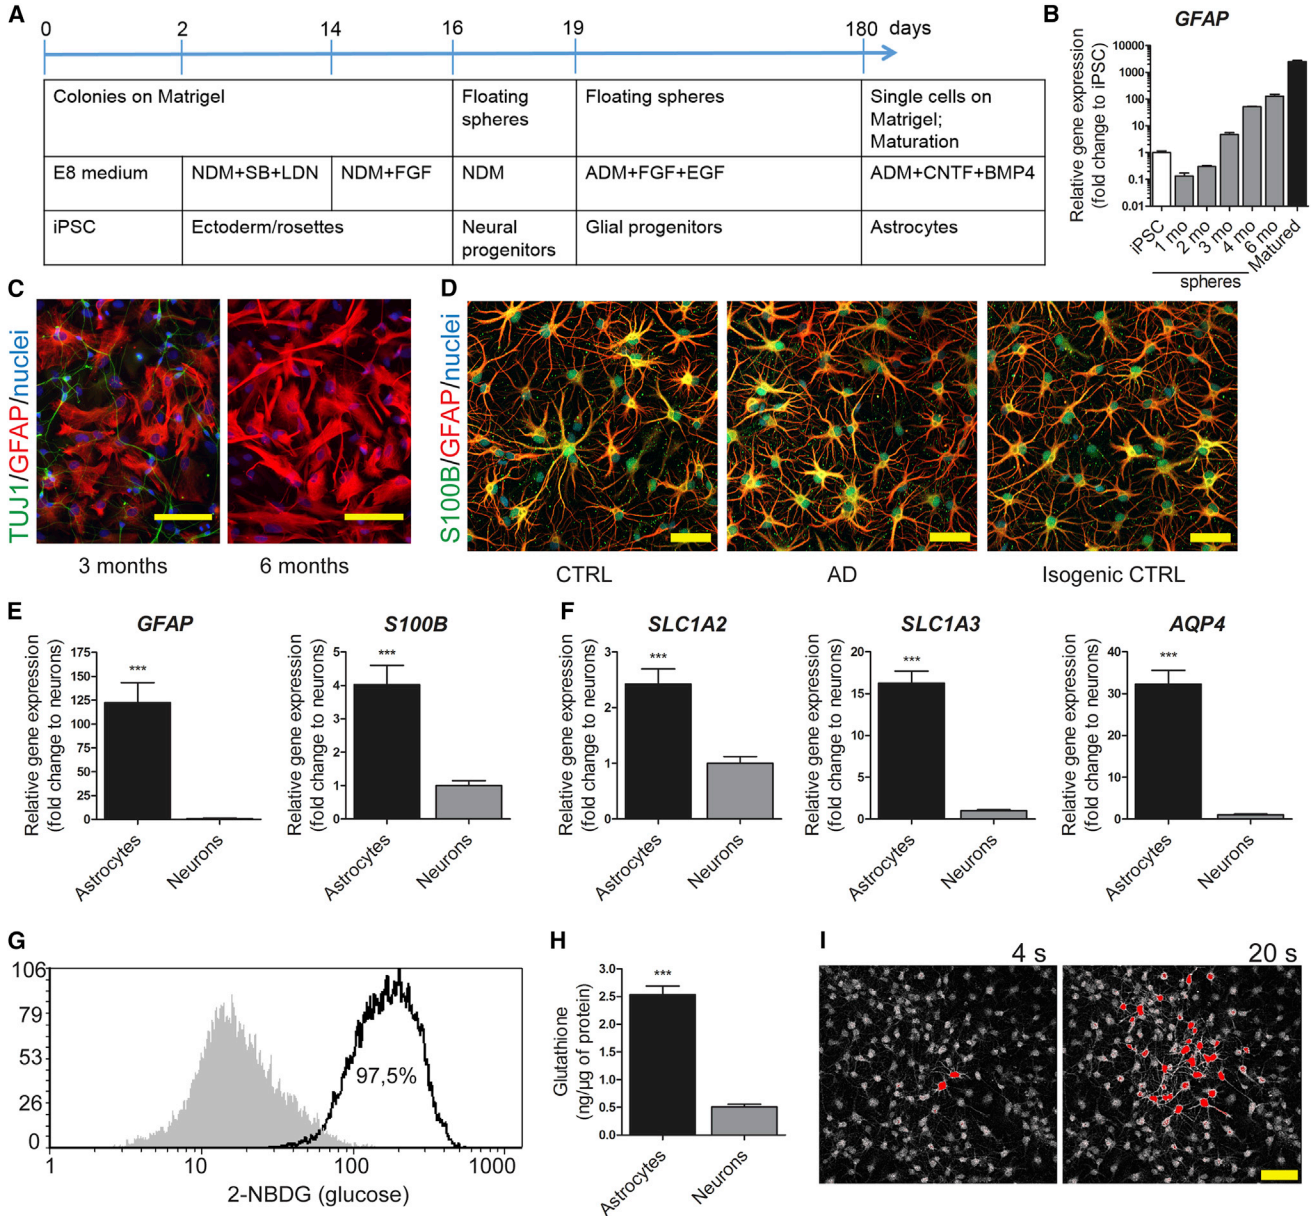 A
0 2 14 16 19 180 days
Colonies on Matrigel
Floating
spheres
Floating spheres
Single cells on
Matrigel;
Maturation
E8 medium
NDM+SB+LDN
NDM+FGF
NDM
ADM+FGF+EGF
ADM+CNTF+BMP4
iPSC
Ectoderm/rosettes
Neural
progenitors
Glial progenitors
Astrocytes
B
GFAP
Relative gene expression
(fold change to iPSC)
10000
1000
100
10
1
0.1
0.01
iPSC
1 mo
2 mo
3 mo
4 mo
6 mo
Matured
spheres
C
TUJ1/GFAP/nuclei
3 months
6 months
D
S100B/GFAP/nuclei
CTRL
AD
Isogenic CTRL
E
GFAP
Relative gene expression
(fold change to neurons)
175
150
125
100
75
50
25
0
***
Astrocytes
Neurons
S100B
Relative gene expression
(fold change to neurons)
5
4
3
2
1
0
***
Astrocytes
Neurons
F
SLC1A2
Relative gene expression
(fold change to neurons)
3
2
1
0
***
Astrocytes
Neurons
SLC1A3
Relative gene expression
(fold change to neurons)
20
15
10
5
0
***
Astrocytes
Neurons
AQP4
Relative gene expression
(fold change to neurons)
40
30
20
10
0
***
Astrocytes
Neurons
G
106
79
53
26
0
97,5%
1 10 100 1000
2-NBDG (glucose)
H
Glutathione
(ng/µg of protein)
3.0
2.5
2.0
1.5
1.0
0.5
0.0
***
Astrocytes
Neurons
I
4 s
20 s